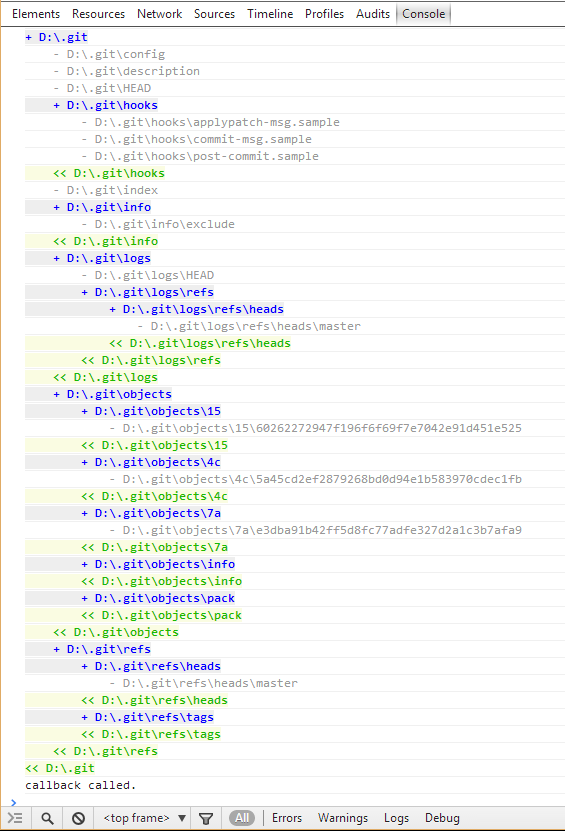 Elements Resources Network Sources Timeline Profiles Audits Console
+ D:\.git
- D:\.git\config
- D:\.git\description
- D:\.git\HEAD
+ D:\.git\hooks
- D:\.git\hooks\applypatch-msg.sample
- D:\.git\hooks\commit-msg.sample
- D:\.git\hooks\post-commit.sample
<< D:\.git\hooks
- D:\.git\index
+ D:\.git\info
- D:\.git\info\exclude
<< D:\.git\info
+ D:\.git\logs
- D:\.git\logs\HEAD
+ D:\.git\logs\refs
+ D:\.git\logs\refs\heads
- D:\.git\logs\refs\heads\master
<< D:\.git\logs\refs\heads
<< D:\.git\logs\refs
<< D:\.git\logs
+ D:\.git\objects
+ D:\.git\objects\15
- D:\.git\objects\15\60262272947f196f6f69f7e7042e91d451e525
<< D:\.git\objects\15
+ D:\.git\objects\4c
- D:\.git\objects\4c\5a45cd2ef2879268bd0d94e1b583970cdec1fb
<< D:\.git\objects\4c
+ D:\.git\objects\7a
- D:\.git\objects\7a\e3dba91b42ff5d8fc77adfe327d2a1c3b7afa9
<< D:\.git\objects\7a
+ D:\.git\objects\info
<< D:\.git\objects\info
+ D:\.git\objects\pack
<< D:\.git\objects\pack
<< D:\.git\objects
+ D:\.git\refs
+ D:\.git\refs\heads
- D:\.git\refs\heads\master
<< D:\.git\refs\heads
+ D:\.git\refs\tags
<< D:\.git\refs\tags
<< D:\.git\refs
<< D:\.git
callback called.
>
<top frame> ▼ All Errors Warnings Logs Debug